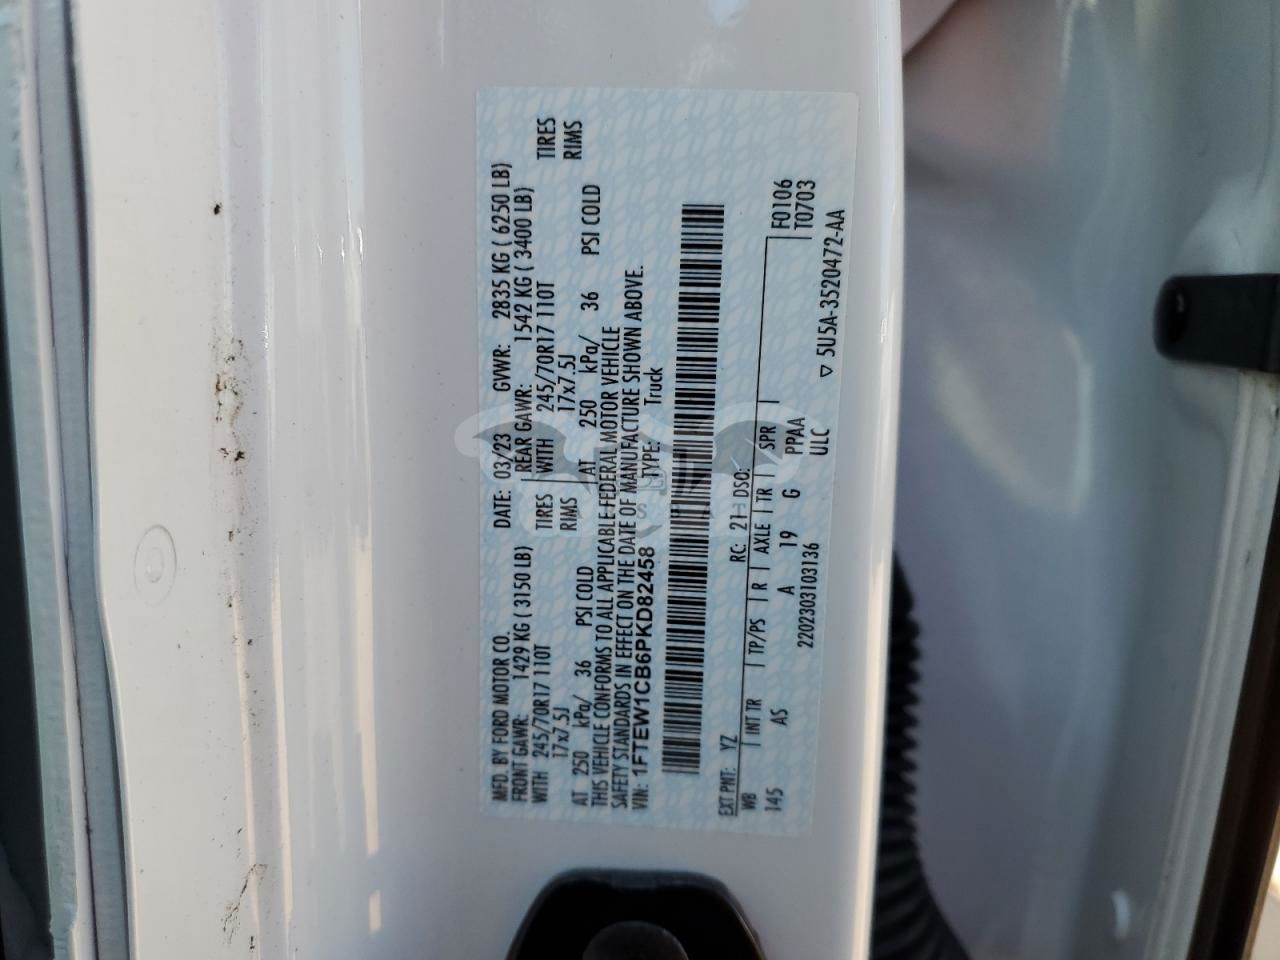 MFD. BY FORD MOTOR CO.
DATE: 03/23 GVWR: 2835 KG ( 6250 LB)
FRONT GAWR: 1429 KG ( 3150 LB)
REAR GAWR: 1542 KG ( 3400 LB)
WITH 245/70R17 110T TIRES
WITH 245/70R17 110T TIRES
17x7.5J RIMS
17x7.5J RIMS
AT 250 kPa/ 36 PSI COLD
AT 250 kPa/ 36 PSI COLD
THIS VEHICLE CONFORMS TO ALL APPLICABLE FEDERAL MOTOR VEHICLE
SAFETY STANDARDS IN EFFECT ON THE DATE OF MANUFACTURE SHOWN ABOVE.
VIN: 1FTEW1CB6PKD82458 TYPE: Truck
EXT PNT: YZ RC: 21 DSO:
WB INT TR TP/PS R AXLE TR SPR F0106
145 AS A 19 G PPAA T0703
2202303103136 ULC
▽ 5U5A-3520472-AA